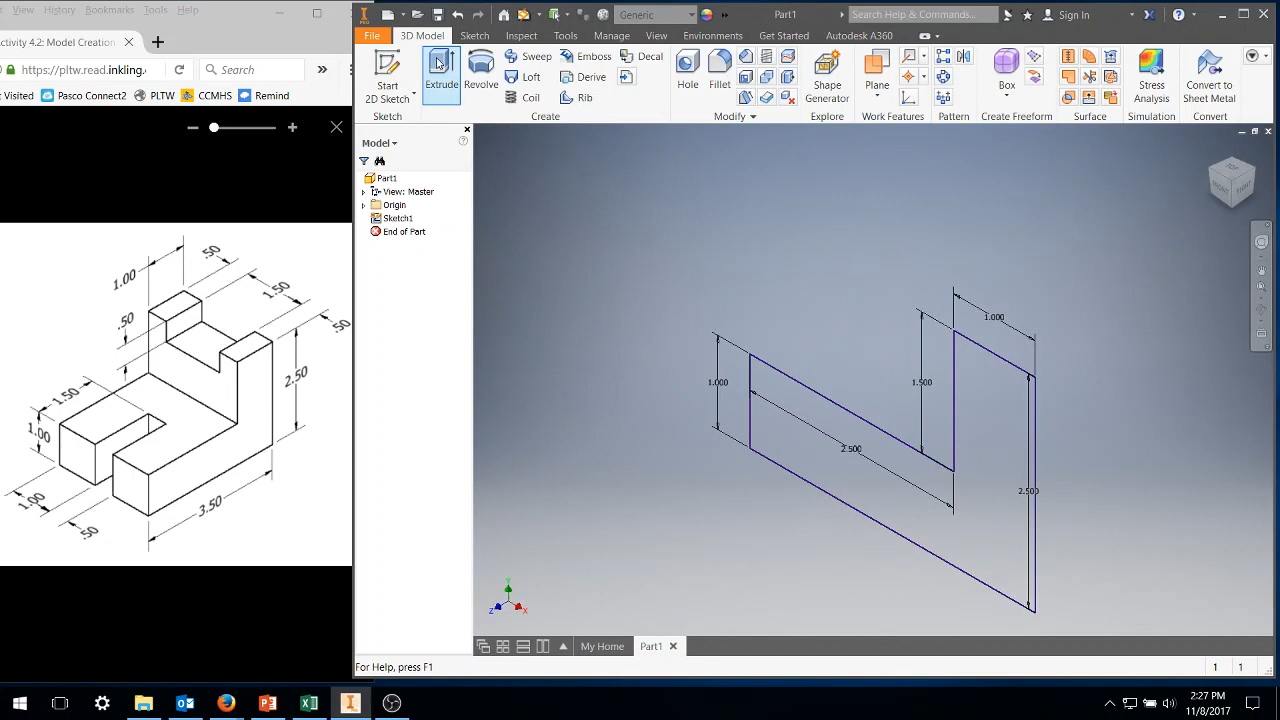 View History Bookmarks Tools Help
ctivity 4.2: Model Creation
https://pltw.read.inkling.
Search
Visited Pasco Connect2 PLTW CCMHS Remind
1.00
.50
1.50
.50
.50
2.50
1.50
1.00
1.00
.50
3.50
Generic
Part1
Search Help & Commands...
Sign In
File 3D Model Sketch Inspect Tools Manage View Environments Get Started Autodesk A360
Start
2D Sketch
Sketch
Extrude
Revolve
Sweep
Loft
Coil
Emboss
Derive
Rib
Decal
Create
Hole
Fillet
Modify
Shape
Generator
Explore
Plane
Work Features
Pattern
Box
Create Freeform
Surface
Stress
Analysis
Simulation
Convert to
Sheet Metal
Convert
Model
Part1
View: Master
Origin
Sketch1
End of Part
TOP
FRONT
RIGHT
1.000
1.000
1.500
2.500
2.500
Y
Z
X
My Home
Part1
For Help, press F1
1 1
2:27 PM
11/8/2017